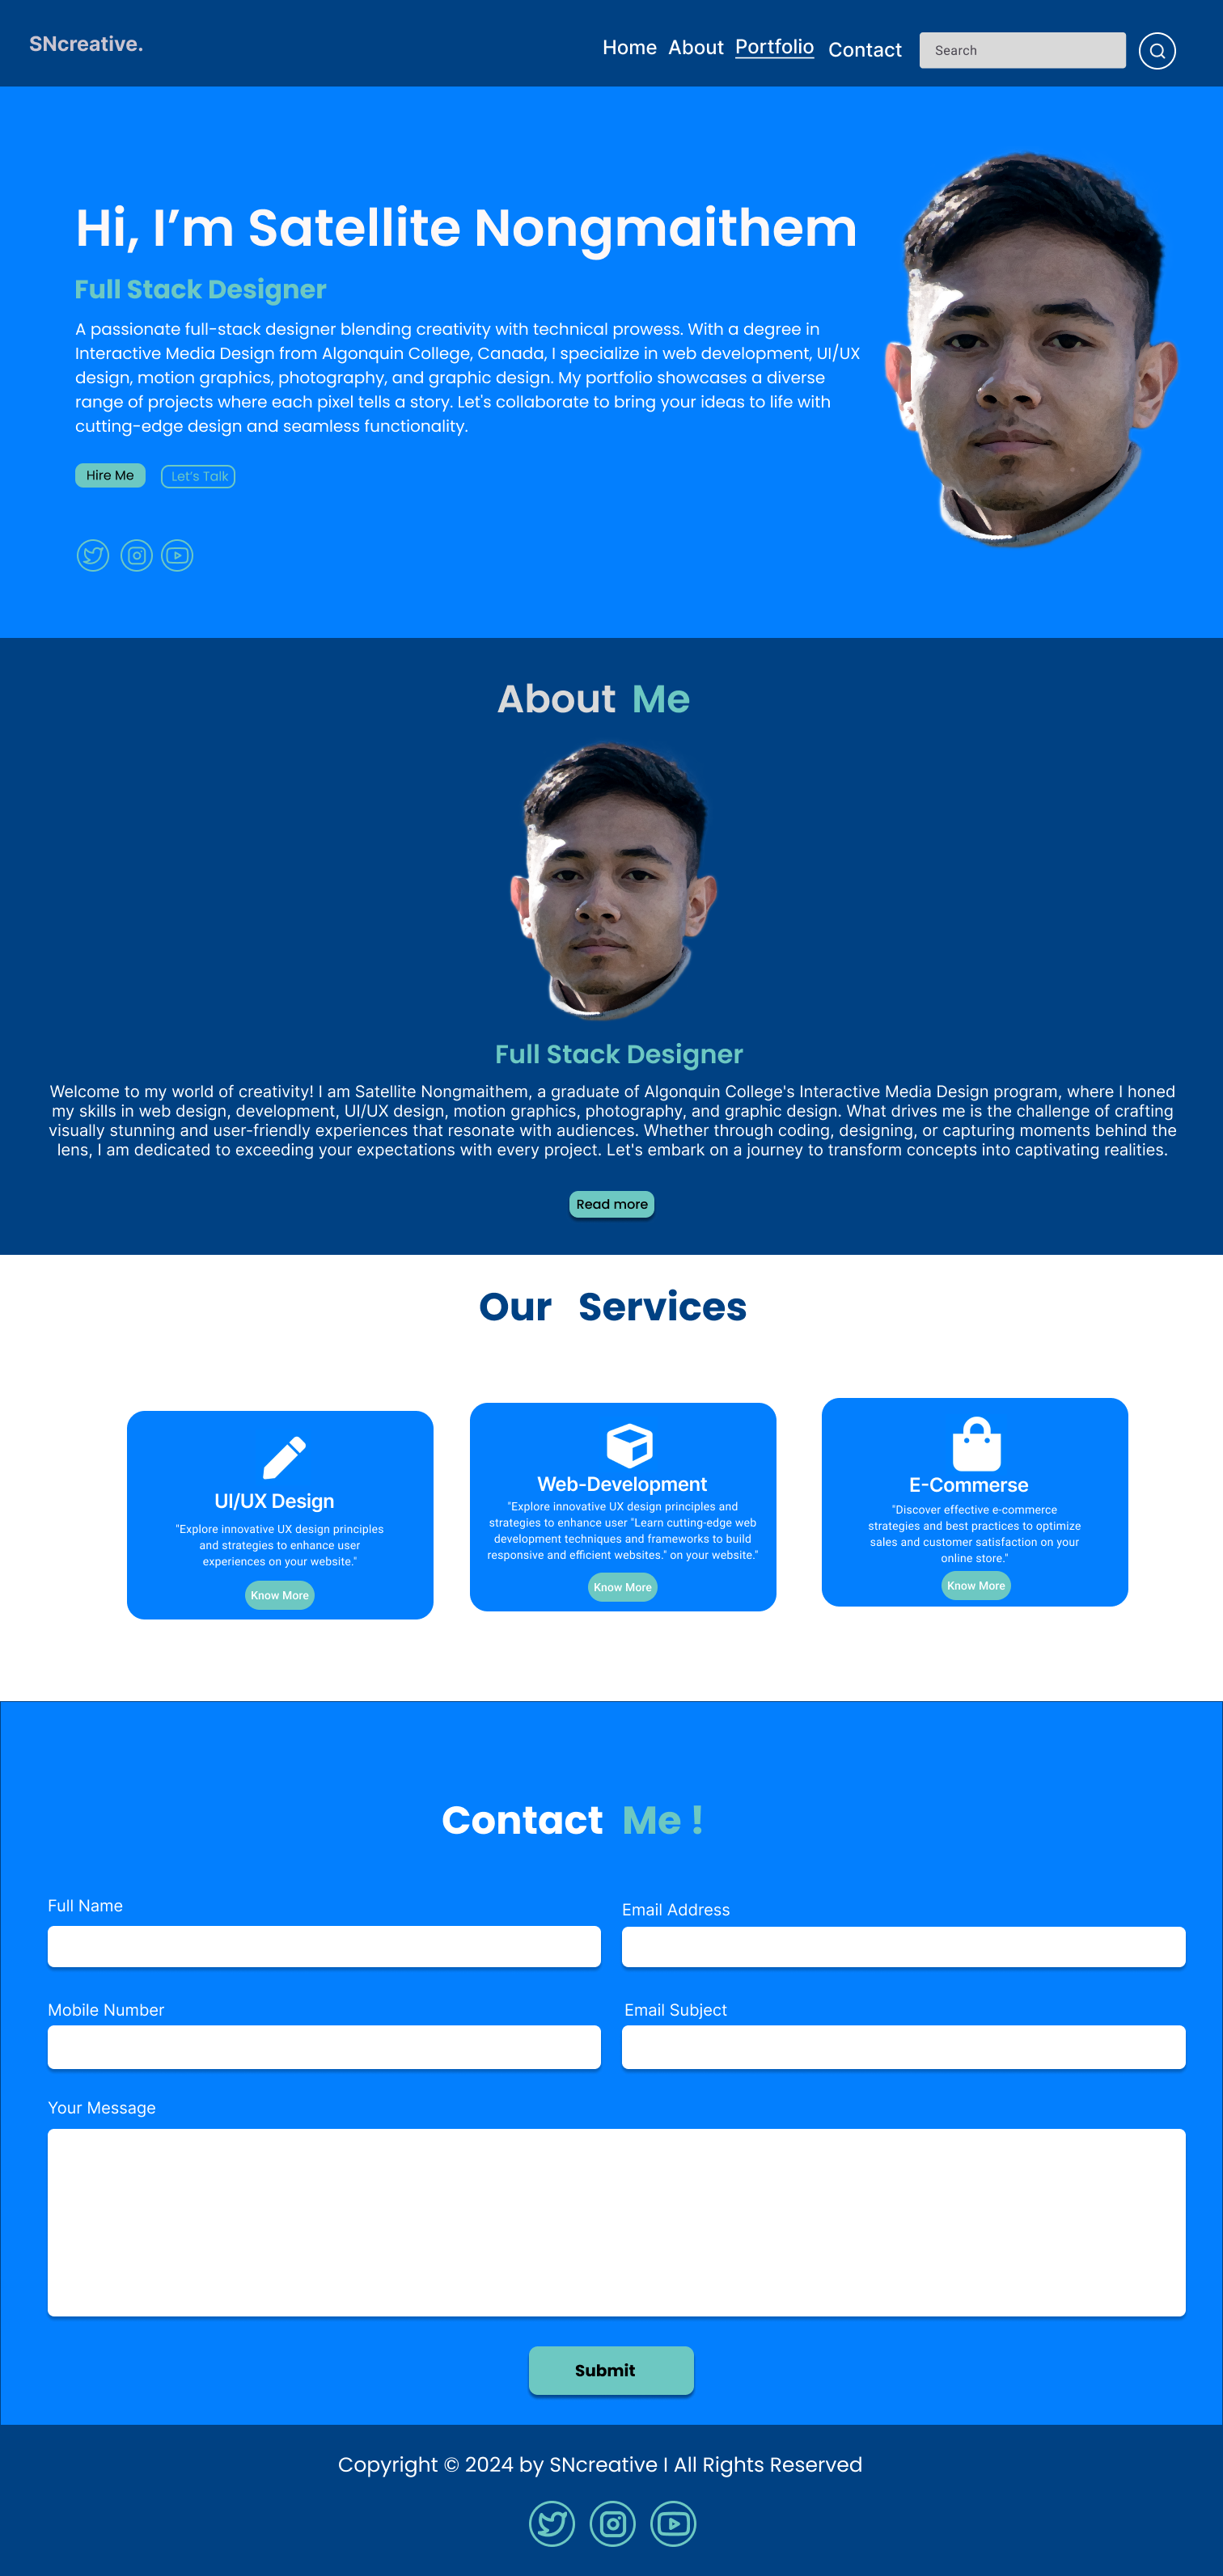 SNcreative.
Home About Portfolio Contact Search
Hi, I’m Satellite Nongmaithem
Full Stack Designer
A passionate full-stack designer blending creativity with technical prowess. With a degree in
Interactive Media Design from Algonquin College, Canada, I specialize in web development, UI/UX
design, motion graphics, photography, and graphic design. My portfolio showcases a diverse
range of projects where each pixel tells a story. Let's collaborate to bring your ideas to life with
cutting-edge design and seamless functionality.
Hire Me Let’s Talk
About Me
Full Stack Designer
Welcome to my world of creativity! I am Satellite Nongmaithem, a graduate of Algonquin College's Interactive Media Design program, where I honed
my skills in web design, development, UI/UX design, motion graphics, photography, and graphic design. What drives me is the challenge of crafting
visually stunning and user-friendly experiences that resonate with audiences. Whether through coding, designing, or capturing moments behind the
lens, I am dedicated to exceeding your expectations with every project. Let's embark on a journey to transform concepts into captivating realities.
Read more
Our Services
UI/UX Design
"Explore innovative UX design principles
and strategies to enhance user
experiences on your website."
Know More
Web-Development
"Explore innovative UX design principles and
strategies to enhance user "Learn cutting-edge web
development techniques and frameworks to build
responsive and efficient websites." on your website."
Know More
E-Commerse
"Discover effective e-commerce
strategies and best practices to optimize
sales and customer satisfaction on your
online store."
Know More
Contact Me !
Full Name
Email Address
Mobile Number
Email Subject
Your Message
Submit
Copyright © 2024 by SNcreative I All Rights Reserved